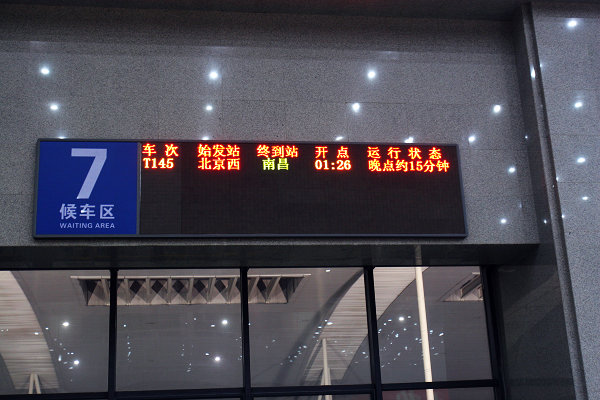 7
候车区
WAITING AREA
车次 始发站 终到站 开点 运行状态
T145 北京西 南昌 01:26 晚点约15分钟